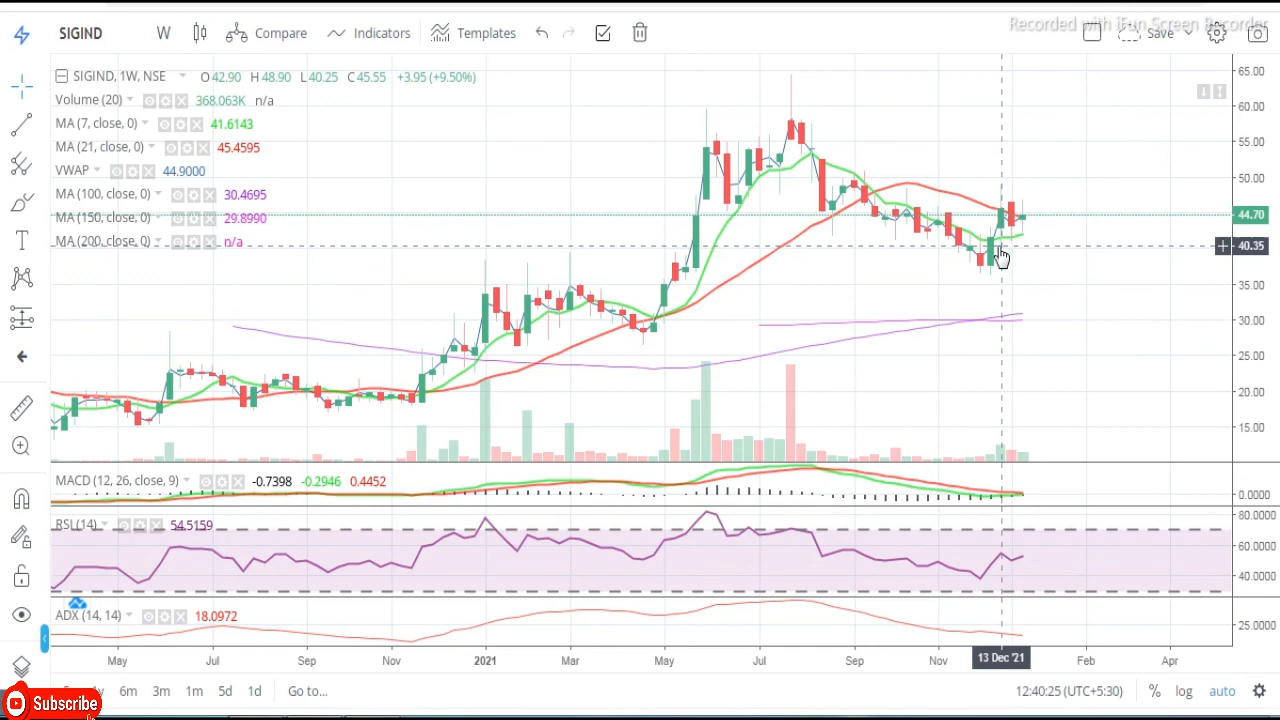 Recorded with iFun Screen Recorder
SIGIND W Compare Indicators Templates Save
SIGIND, 1W, NSE O42.90 H48.90 L40.25 C45.55 +3.95 (+9.50%)
Volume (20) 368.063K n/a
MA (7, close, 0) 41.6143
MA (21, close, 0) 45.4595
VWAP 44.9000
MA (100, close, 0) 30.4695
MA (150, close, 0) 29.8990
MA (200, close, 0) n/a
65.00
60.00
55.00
50.00
44.70
40.35
35.00
30.00
25.00
20.00
15.00
MACD (12, 26, close, 9) -0.7398 -0.2946 0.4452
0.0000
RSI (14) 54.5159
80.0000
60.0000
40.0000
ADX (14, 14) 18.0972
25.0000
May Jul Sep Nov 2021 Mar May Jul Sep Nov 13 Dec '21 Feb Apr
6m 3m 1m 5d 1d Go to... 12:40:25 (UTC+5:30) % log auto
Subscribe